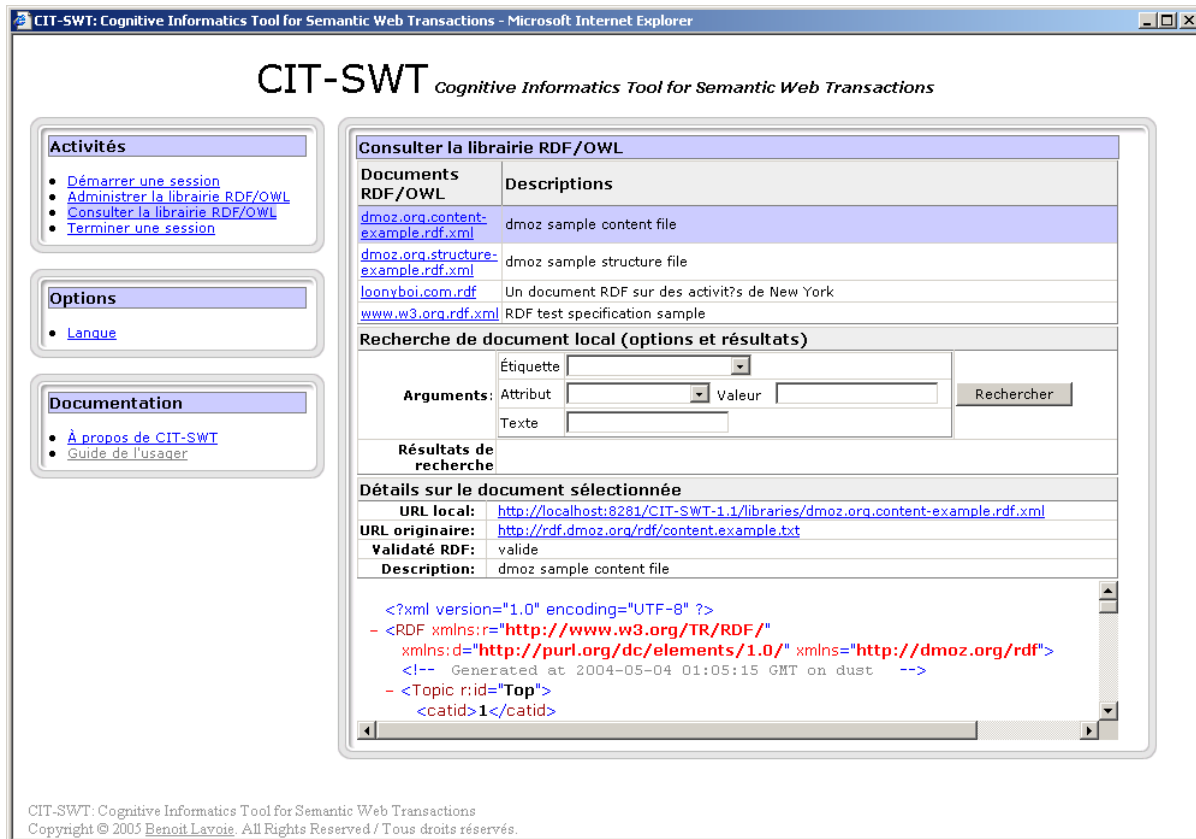 CIT-SWT: Cognitive Informatics Tool for Semantic Web Transactions - Microsoft Internet Explorer
CIT-SWT Cognitive Informatics Tool for Semantic Web Transactions
Activités
Démarrer une session
Administrer la librairie RDF/OWL
Consulter la librairie RDF/OWL
Terminer une session
Options
Langue
Documentation
À propos de CIT-SWT
Guide de l'usager
Consulter la librairie RDF/OWL
Documents RDF/OWL Descriptions
dmoz.org.content-example.rdf.xml dmoz sample content file
dmoz.org.structure-example.rdf.xml dmoz sample structure file
loonyboi.com.rdf Un document RDF sur des activit?s de New York
www.w3.org.rdf.xml RDF test specification sample
Recherche de document local (options et résultats)
Arguments:
Étiquette
Attribut Valeur
Texte
Rechercher
Résultats de
recherche
Détails sur le document sélectionnée
URL local: http://localhost:8281/CIT-SWT-1.1/libraries/dmoz.org.content-example.rdf.xml
URL originaire: http://rdf.dmoz.org/rdf/content.example.txt
Validaté RDF: valide
Description: dmoz sample content file
<?xml version="1.0" encoding="UTF-8" ?>
- <RDF xmlns:r="http://www.w3.org/TR/RDF/"
xmlns:d="http://purl.org/dc/elements/1.0/" xmlns="http://dmoz.org/rdf">
<!-- Generated at 2004-05-04 01:05:15 GMT on dust -->
- <Topic r:id="Top">
<catid>1</catid>
CIT-SWT: Cognitive Informatics Tool for Semantic Web Transactions
Copyright © 2005 Benoit Lavoie. All Rights Reserved / Tous droits réservés.